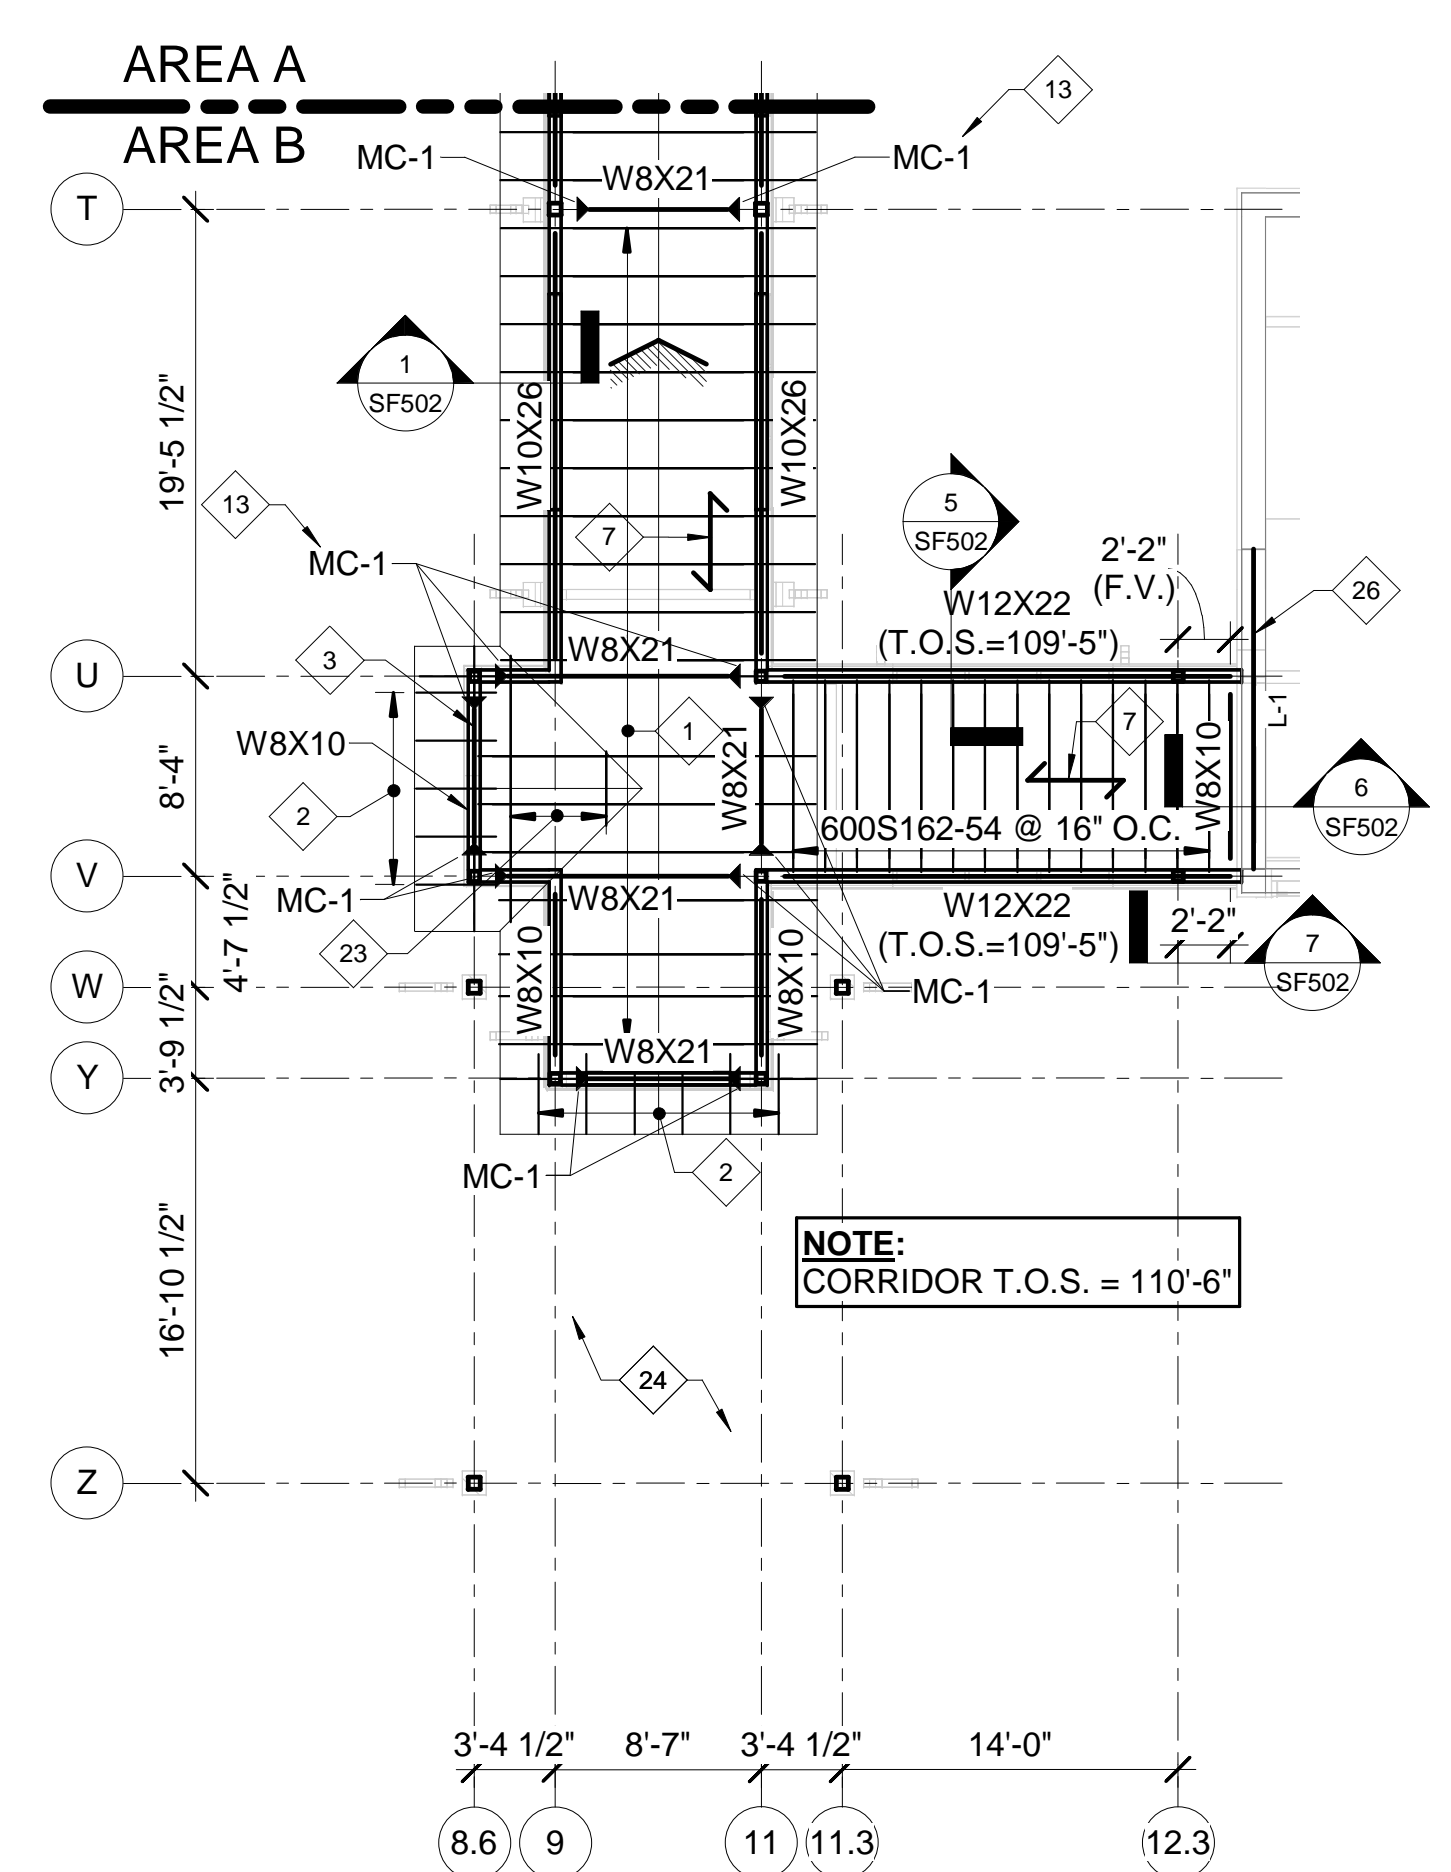 AREA A
AREA B
13
MC-1
MC-1
W8X21
T
1
SF502
19'-5 1/2"
W10X26
W10X26
13
7
5
SF502
2'-2"
(F.V.)
MC-1
26
W12X22
(T.O.S.=109'-5")
W8X21
3
U
L-1
1
7
W8X10
W8X21
W8X10
8'-4"
2
6
SF502
600S162-54 @ 16" O.C.
V
MC-1
W8X21
W12X22
(T.O.S.=109'-5")
2'-2"
4'-7 1/2"
23
W8X10
W8X10
7
SF502
W
MC-1
3'-9 1/2"
W8X21
Y
MC-1
2
NOTE:
CORRIDOR T.O.S. = 110'-6"
16'-10 1/2"
24
Z
3'-4 1/2"
8'-7"
3'-4 1/2"
14'-0"
8.6
9
11
11.3
12.3